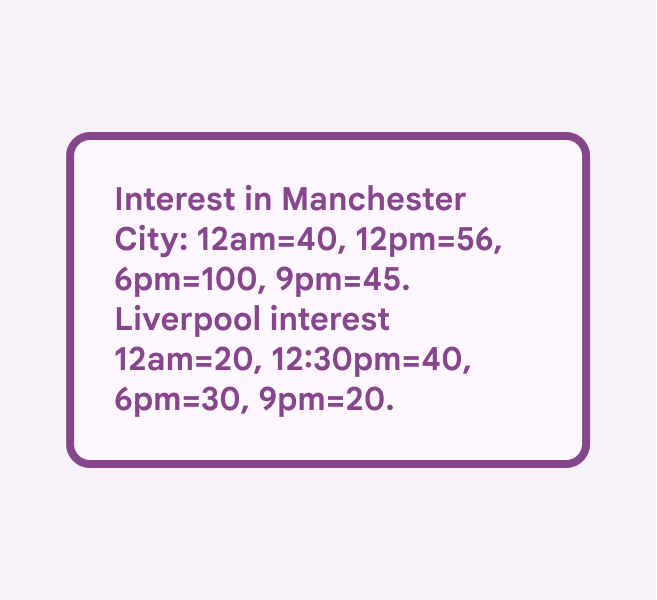 Interest in Manchester
City: 12am=40, 12pm=56,
6pm=100, 9pm=45.
Liverpool interest
12am=20, 12:30pm=40,
6pm=30, 9pm=20.